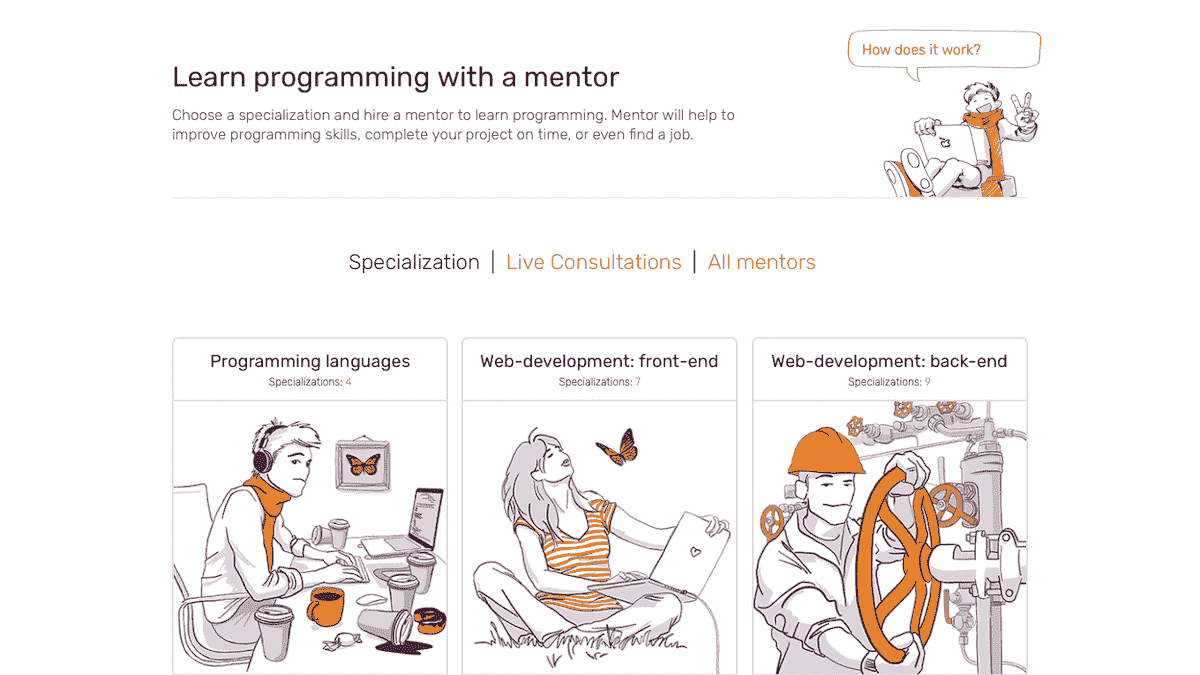 How does it work?
Learn programming with a mentor
Choose a specialization and hire a mentor to learn programming. Mentor will help to
improve programming skills, complete your project on time, or even find a job.
Specialization | Live Consultations | All mentors
Programming languages
Specializations: 4
Web-development: front-end
Specializations: 7
Web-development: back-end
Specializations: 9